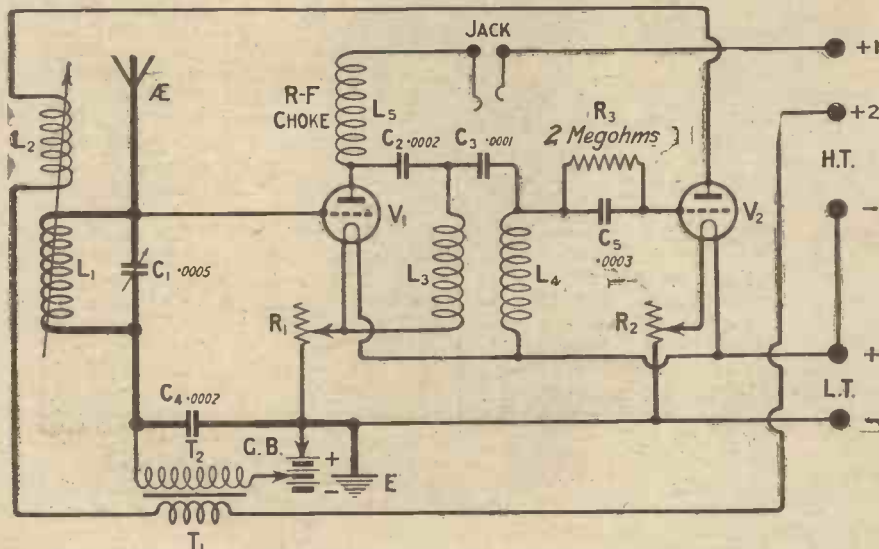 JACK
+1
Æ
R-F
CHOKE
L5
L2
C2 .0002
C3 .0001
R3
2 Megohms
+2
H.T.
V1
V2
-
L1
C1 .0005
L3
L4
C5
.0003
R1
R2
+
C4 .0002
L.T.
-
T2
G.B.
+
-
E
T1